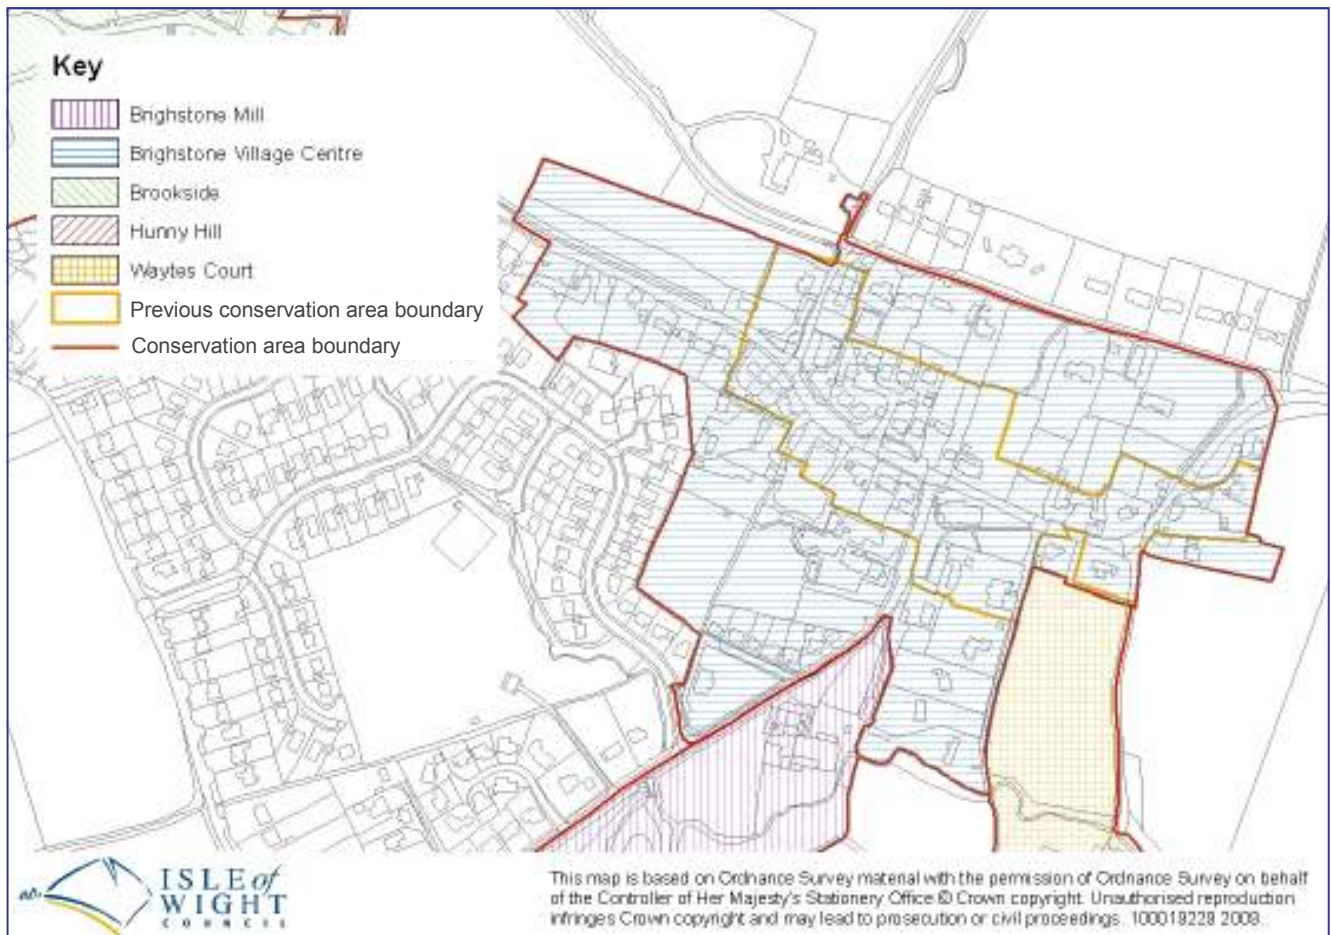 Key
Brighstone Mill
Brighstone Village Centre
Brookside
Hunny Hill
Waytes Court
Previous conservation area boundary
Conservation area boundary
ISLE of
WIGHT
COUNCIL
This map is based on Ordnance Survey material with the permission of Ordnance Survey on behalf
of the Controller of Her Majesty's Stationery Office © Crown copyright. Unauthorised reproduction
infringes Crown copyright and may lead to prosecution or civil proceedings. 100019229 2009.